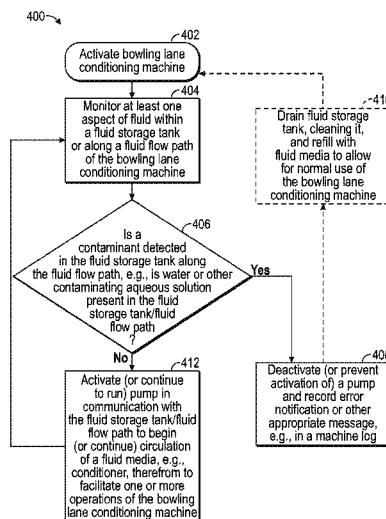 400
402
Activate bowling lane
conditioning machine
404
Monitor at least one
aspect of fluid within
a fluid storage tank
or along a fluid flow path
of the bowling lane
conditioning machine
410
Drain fluid storage
tank, cleaning it,
and refill with
fluid media to allow
for normal use of
the bowling lane
conditioning machine
406
Is a
contaminant detected
in the fluid storage tank along
the fluid flow path, e.g., is water or other
contaminating aqueous solution
present in the fluid
storage tank/fluid
flow path
?
Yes
No
408
Deactivate (or prevent
activation of) a pump
and record error
notification or other
appropriate message,
e.g., in a machine log
412
Activate (or continue
to run) pump in
communication with
the fluid storage tank/fluid
flow path to begin
(or continue) circulation
of a fluid media, e.g.,
conditioner, therefrom to
facilitate one or more
operations of the bowling
lane conditioning machine